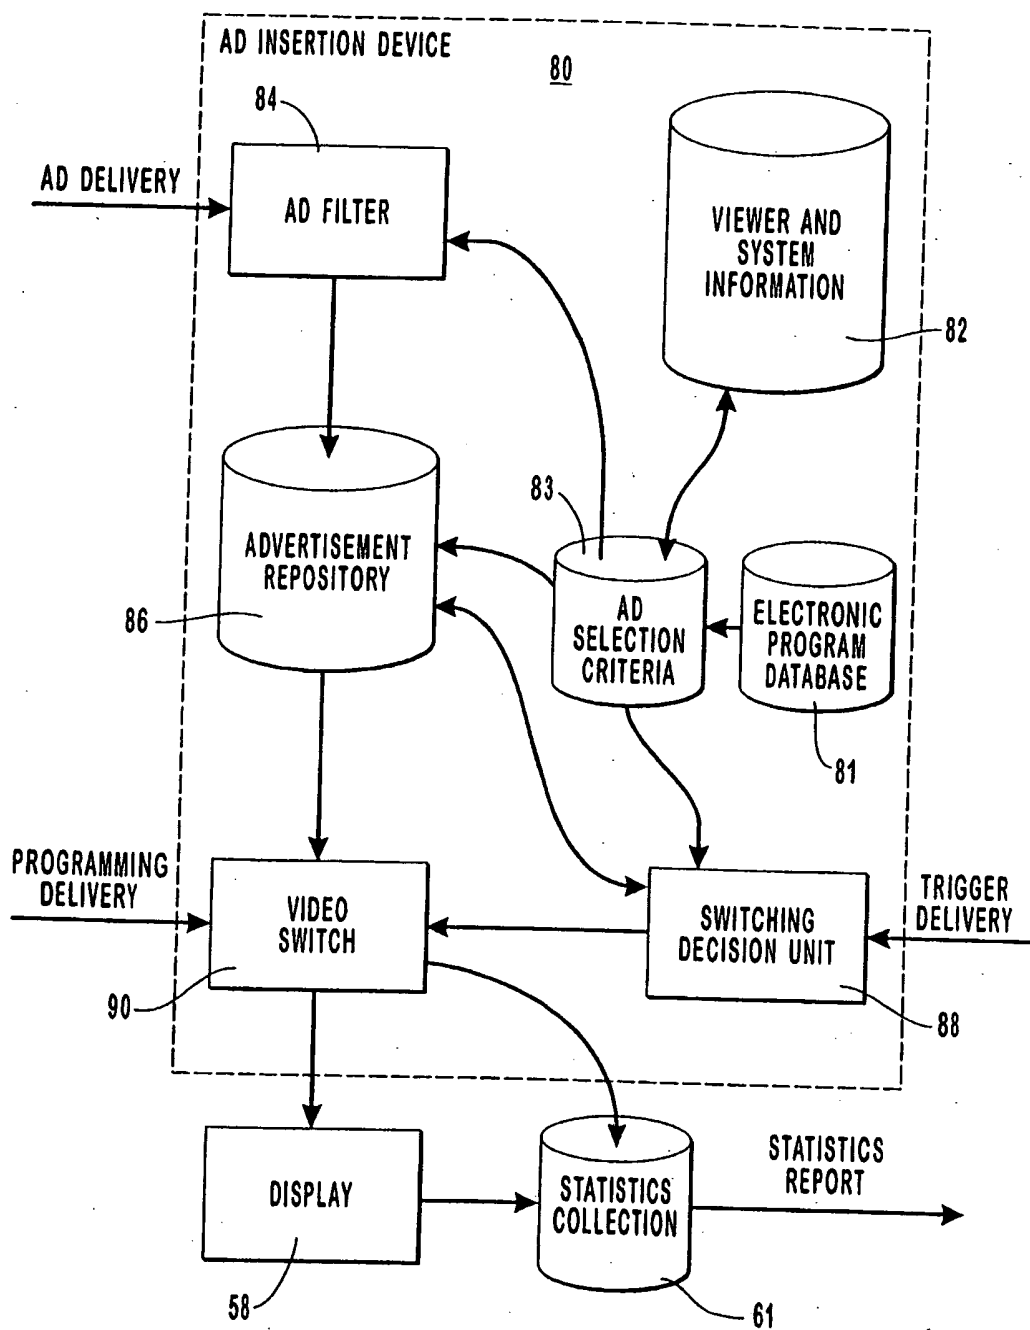 AD INSERTION DEVICE
80
84
AD DELIVERY
AD FILTER
VIEWER AND
SYSTEM
INFORMATION
82
83
ADVERTISEMENT
REPOSITORY
86
AD
SELECTION
CRITERIA
ELECTRONIC
PROGRAM
DATABASE
81
PROGRAMMING
DELIVERY
VIDEO
SWITCH
90
SWITCHING
DECISION UNIT
88
TRIGGER
DELIVERY
DISPLAY
58
STATISTICS
COLLECTION
61
STATISTICS
REPORT